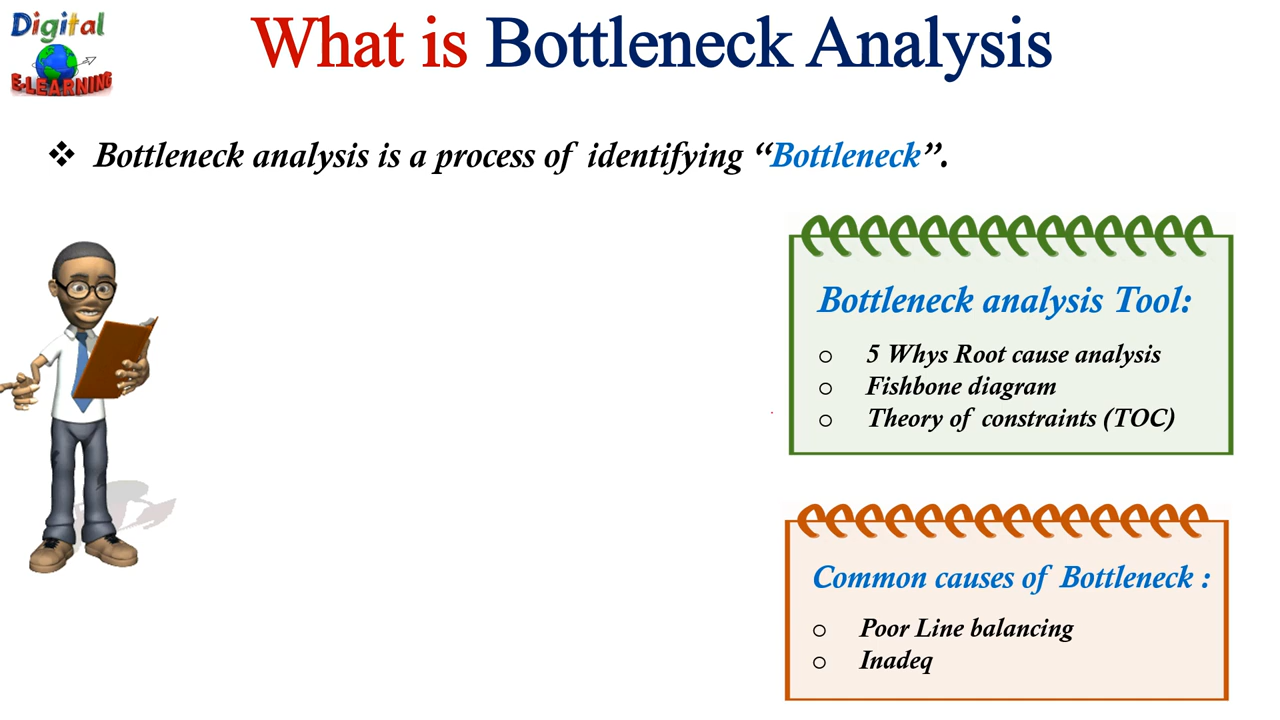 Digital
E-LEARNING
What is Bottleneck Analysis
❖ Bottleneck analysis is a process of identifying “Bottleneck”.
Bottleneck analysis Tool:
o 5 Whys Root cause analysis
o Fishbone diagram
o Theory of constraints (TOC)
Common causes of Bottleneck :
o Poor Line balancing
o Inadeq